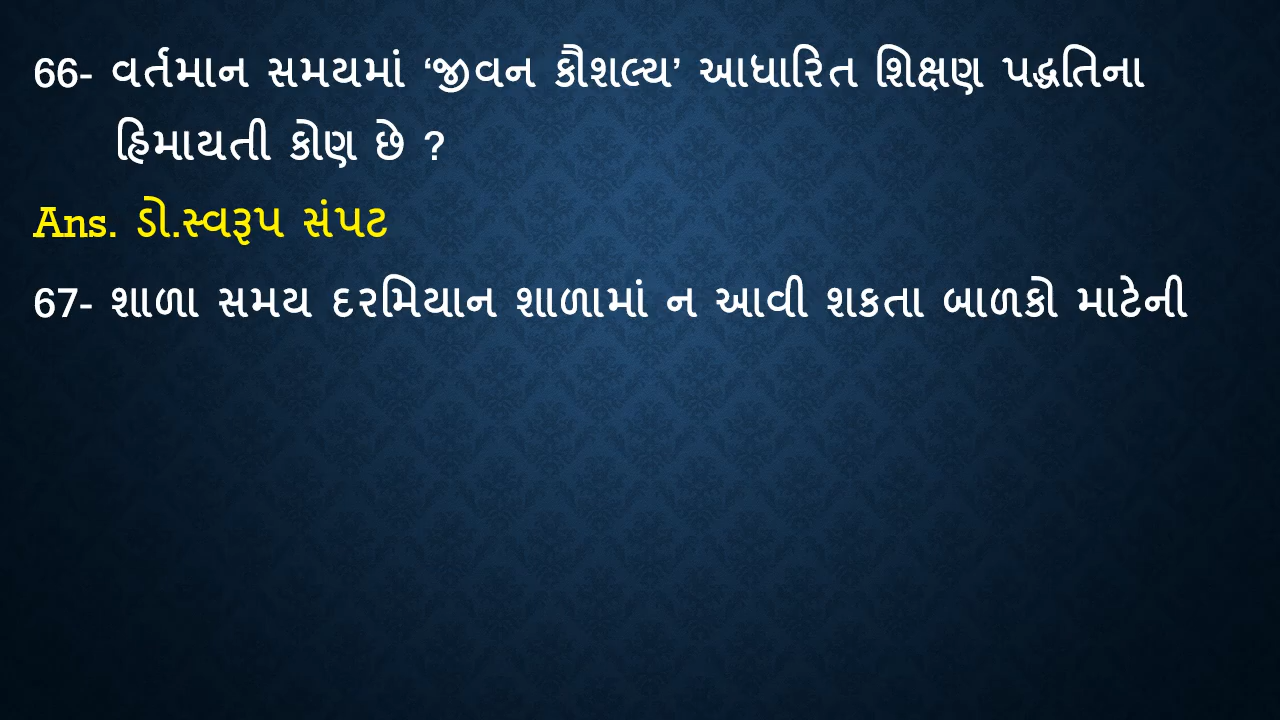 66- વર્તમાન સમયમાં ‘જીવન કૌશલ્ય’ આધારિત શિક્ષણ પદ્ધતિના
હિમાયતી કોણ છે ?
Ans. ડો.સ્વરૂપ સંપટ
67- શાળા સમય દરમિયાન શાળામાં ન આવી શકતા બાળકો માટેની